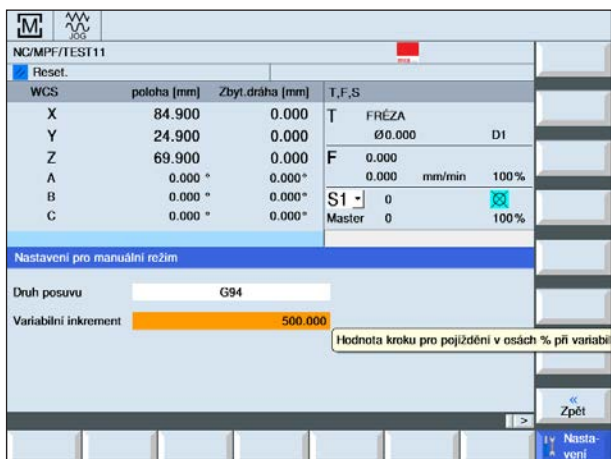 M JOG
NC/MPF/TEST11
Reset.
WCS poloha [mm] Zbyt.dráha [mm] T,F,S
X 84.900 0.000 T FRÉZA
Y 24.900 0.000 Ø0.000 D1
Z 69.900 0.000 F 0.000
A 0.000 ° 0.000° 0.000 mm/min 100%
B 0.000 ° 0.000° S1 0
C 0.000 ° 0.000° Master 0 100%
Nastavení pro manuální režim
Druh posuvu G94
Variabilní inkrement 500.000
Hodnota kroku pro pojíždění v osách % při variabil
«
Zpět
>
Nasta-
vení